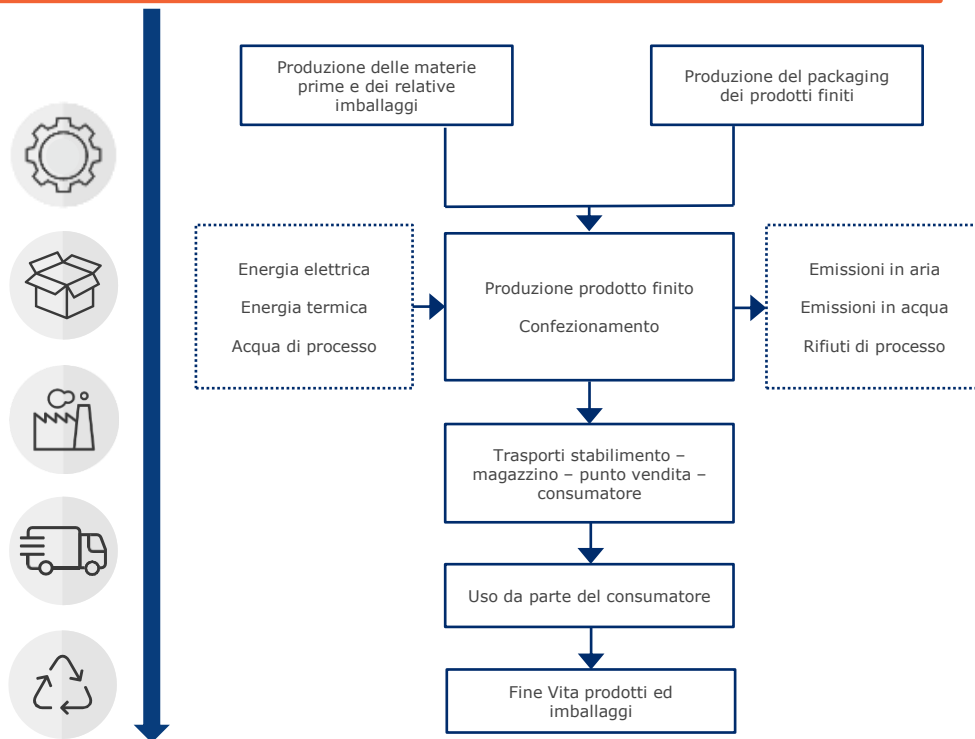 Produzione delle materie
prime e dei relative
imballaggi
Produzione del packaging
dei prodotti finiti
Energia elettrica
Energia termica
Acqua di processo
Produzione prodotto finito
Confezionamento
Emissioni in aria
Emissioni in acqua
Rifiuti di processo
Trasporti stabilimento –
magazzino – punto vendita –
consumatore
Uso da parte del consumatore
Fine Vita prodotti ed
imballaggi